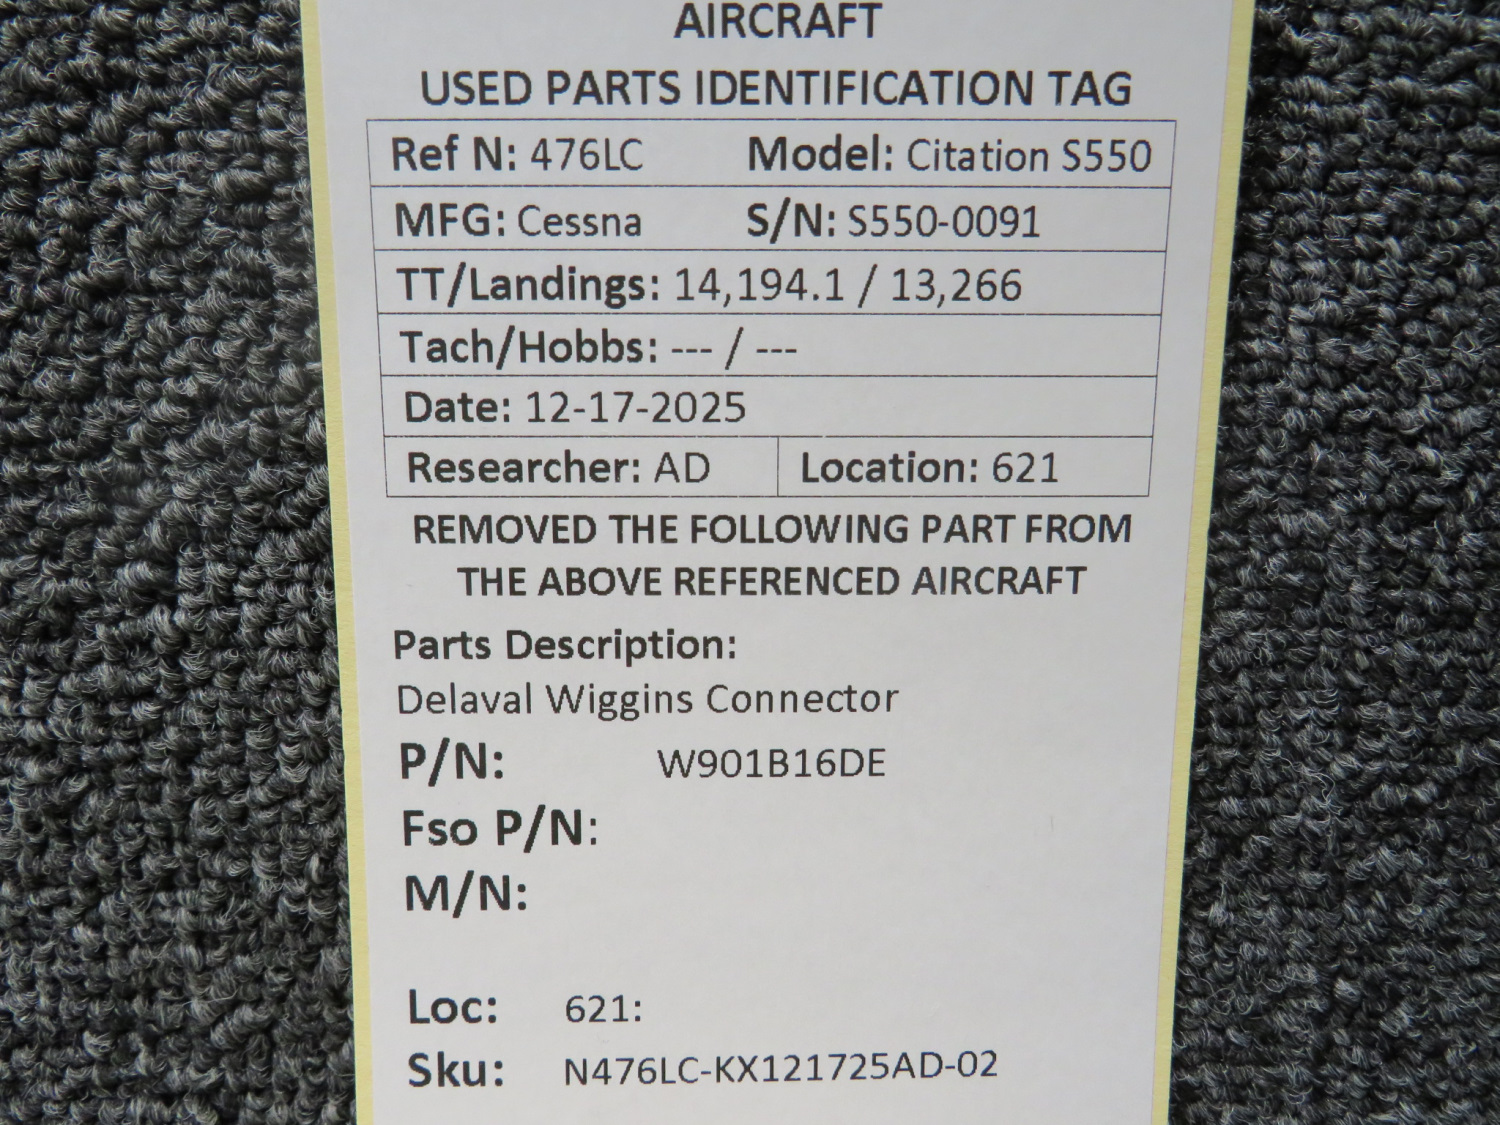 AIRCRAFT
USED PARTS IDENTIFICATION TAG
Ref N: 476LC Model: Citation S550
MFG: Cessna S/N: S550-0091
TT/Landings: 14,194.1 / 13,266
Tach/Hobbs: --- / ---
Date: 12-17-2025
Researcher: AD Location: 621
REMOVED THE FOLLOWING PART FROM
THE ABOVE REFERENCED AIRCRAFT
Parts Description:
Delaval Wiggins Connector
P/N: W901B16DE
Fso P/N:
M/N:
Loc: 621:
Sku: N476LC-KX121725AD-02